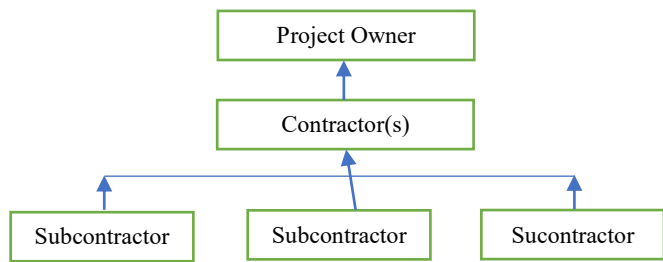 Project Owner
Contractor(s)
Subcontractor
Subcontractor
Sucontractor